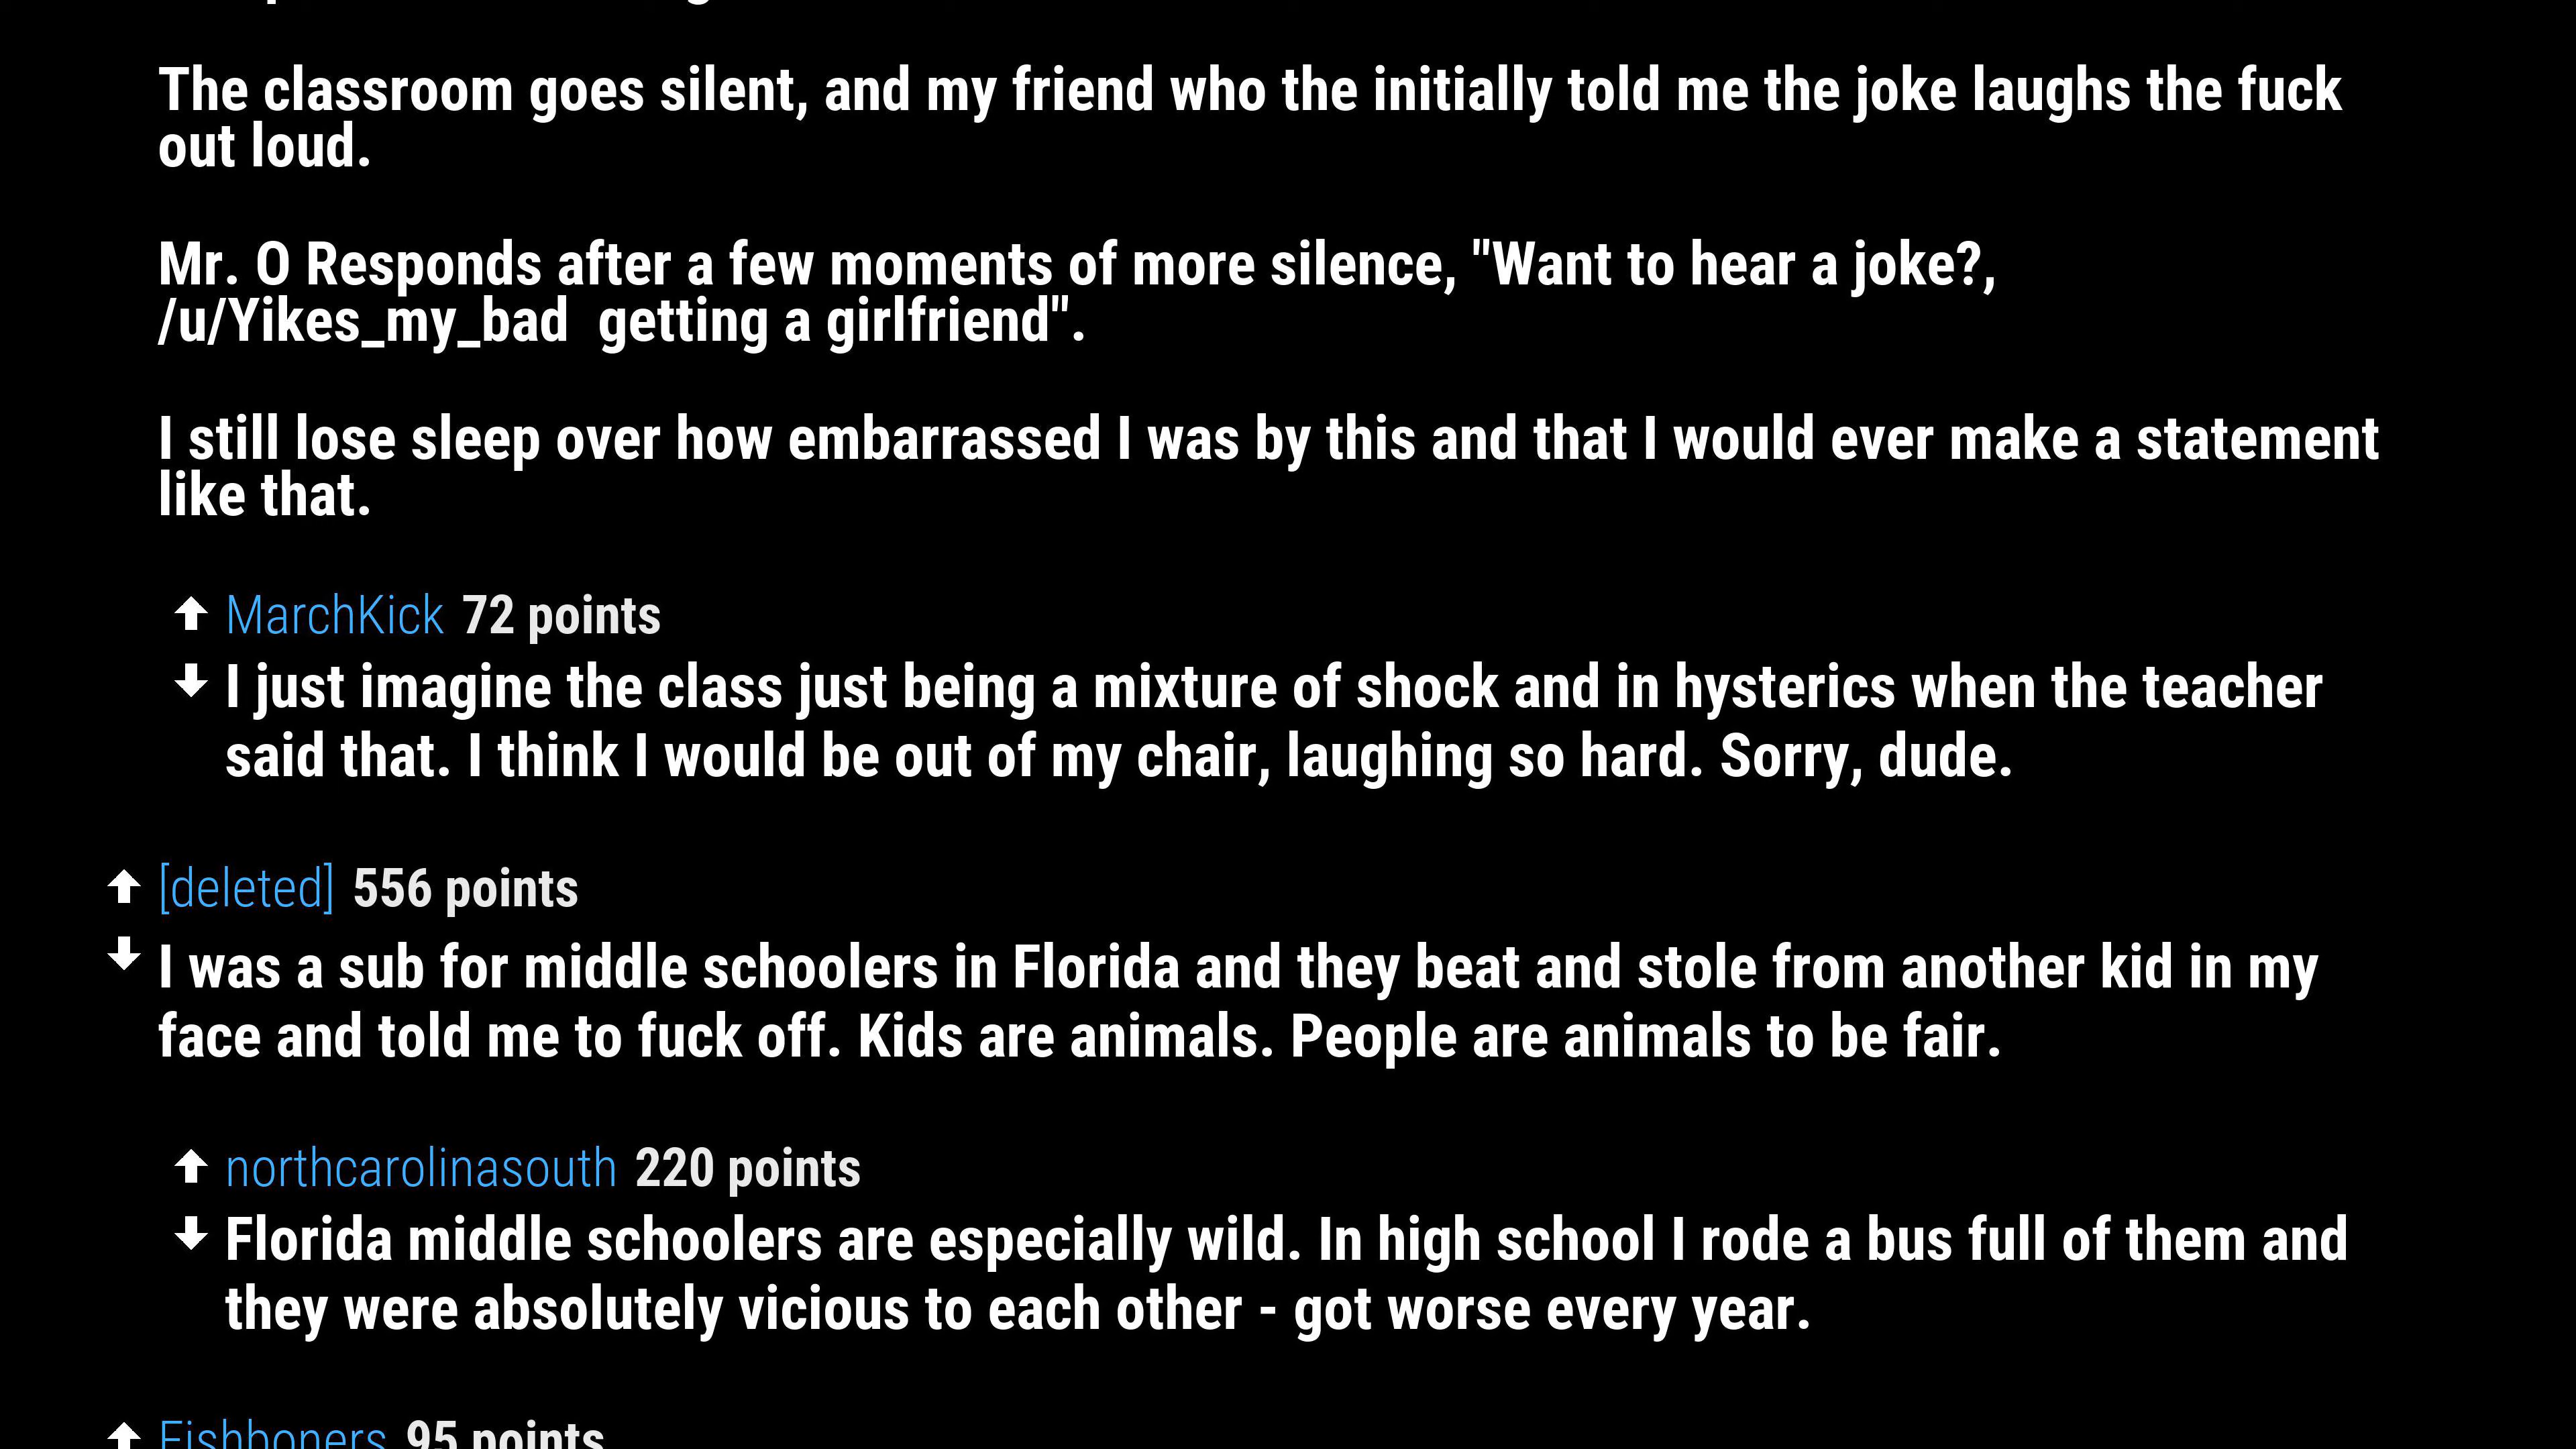 The classroom goes silent, and my friend who the initially told me the joke laughs the fuck
out loud.
Mr. O Responds after a few moments of more silence, "Want to hear a joke?,
/u/Yikes_my_bad  getting a girlfriend".
I still lose sleep over how embarrassed I was by this and that I would ever make a statement
like that.
MarchKick 72 points
I just imagine the class just being a mixture of shock and in hysterics when the teacher
said that. I think I would be out of my chair, laughing so hard. Sorry, dude.
[deleted] 556 points
I was a sub for middle schoolers in Florida and they beat and stole from another kid in my
face and told me to fuck off. Kids are animals. People are animals to be fair.
northcarolinasouth 220 points
Florida middle schoolers are especially wild. In high school I rode a bus full of them and
they were absolutely vicious to each other - got worse every year.
Fishboners 95 points